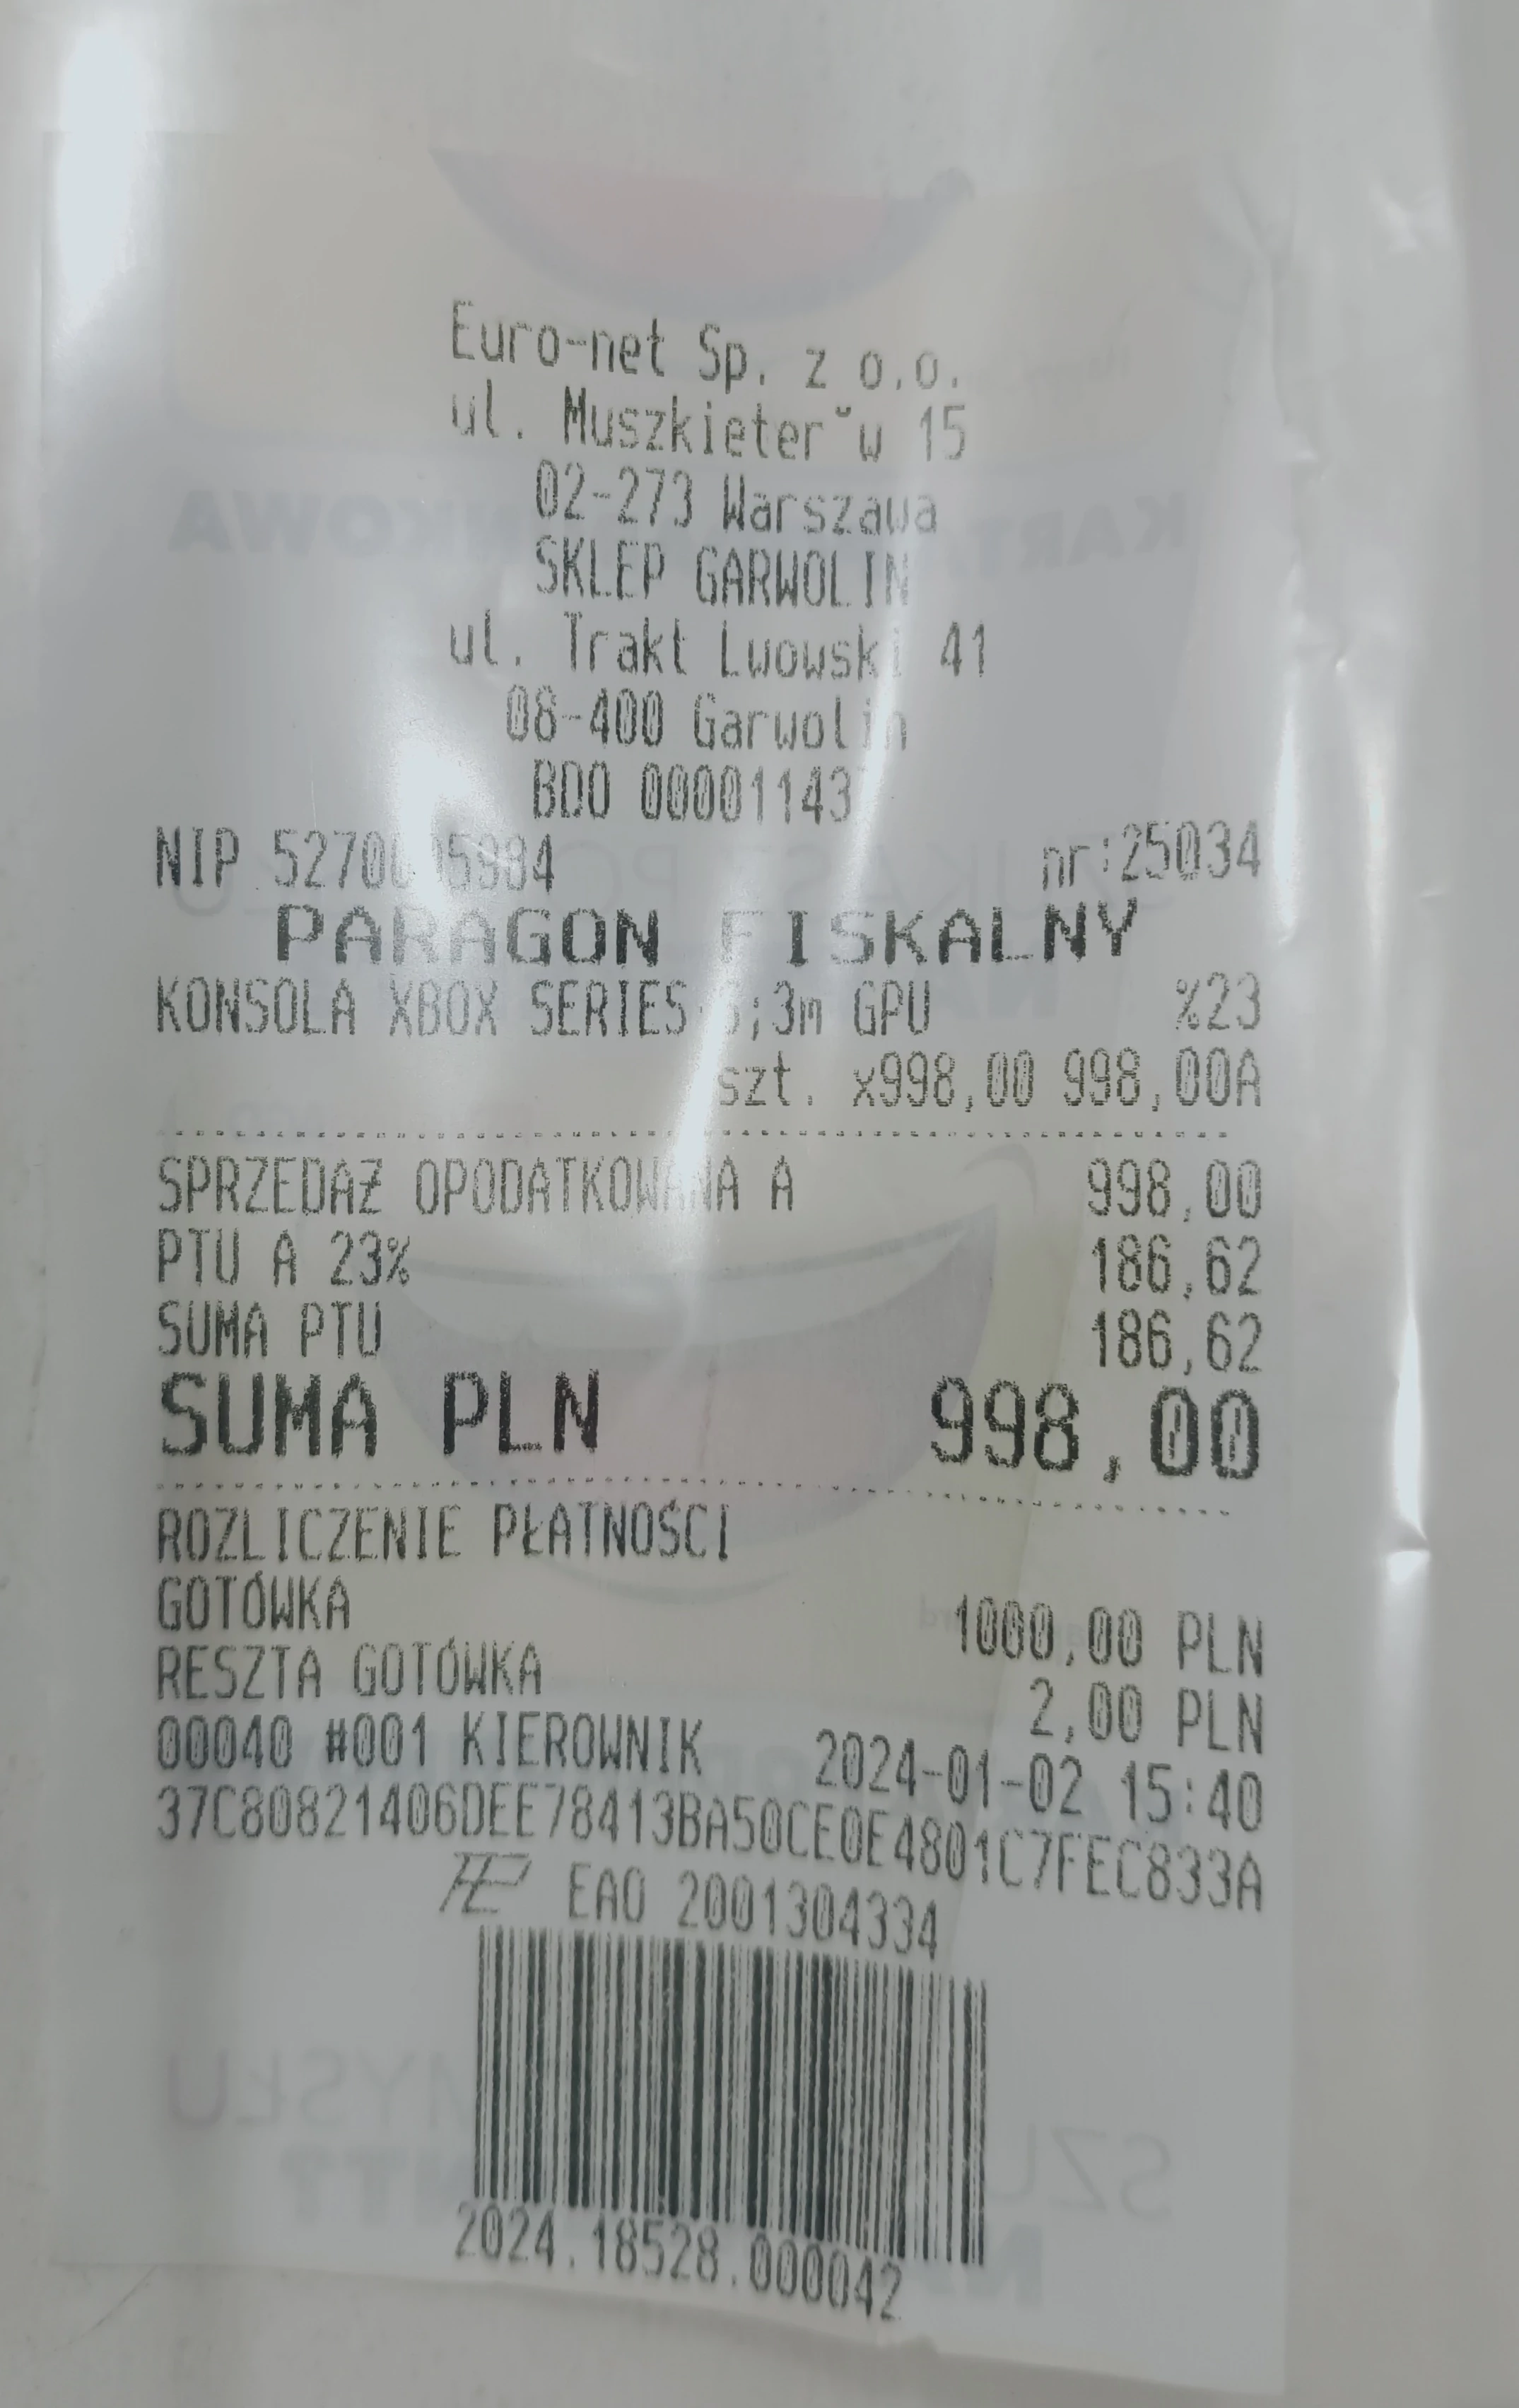 Euro-net Sp. z o.o.
ul. Muszkieter˘w 15
02-273 Warszawa
SKLEP GARWOLIN
ul. Trakt Lwowski 41
08-400 Garwolin
BDO 00001143
NIP nr:25034
PARAGON FISKALNY
KONSOLA XBOX SERIES GPU %23
szt. x998,00 998,00A
SPRZEDAŻ OPODATKOWANA A 998,00
PTU A 23% 186,62
SUMA PTU 186,62
SUMA PLN 998,00
ROZLICZENIE PŁATNOŚCI
GOTÓWKA 1000,00 PLN
RESZTA GOTÓWKA 2,00 PLN
00040 #001 KIEROWNIK 2024-01-02 15:40
37C80821406DEE78413BA50CE0E4801C7FEC833A
EAO 2001304334
2024.18528.000042